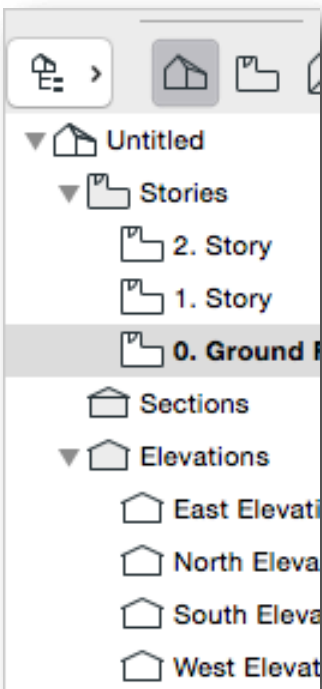 Untitled
Stories
2. Story
1. Story
0. Ground
Sections
Elevations
East Elevati
North Eleva
South Eleva
West Elevat